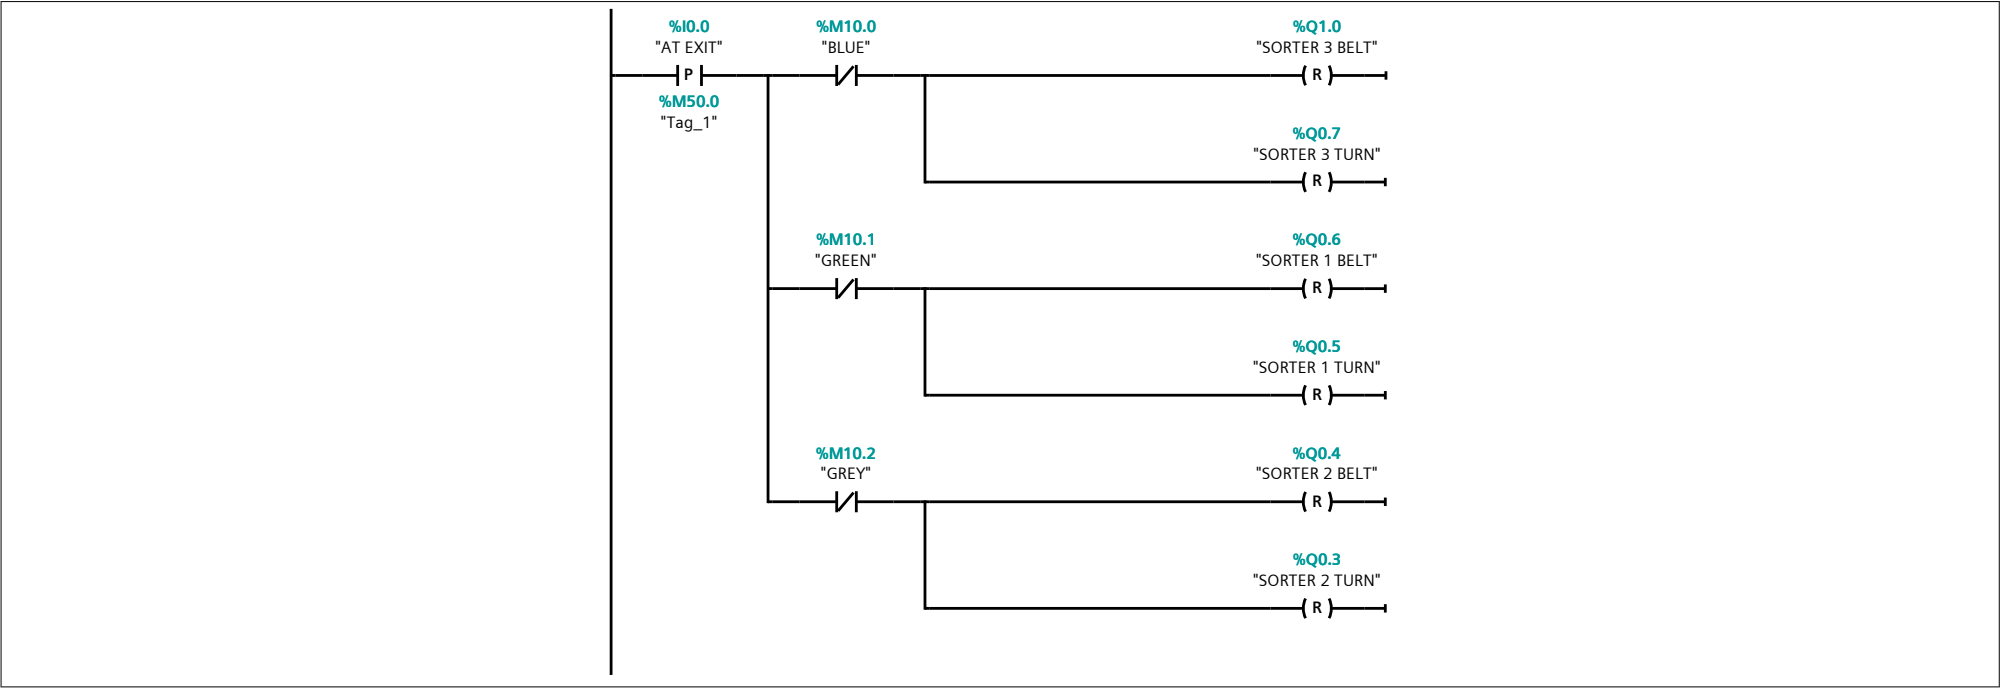 %I0.0
"AT EXIT"
P
%M50.0
"Tag_1"
%M10.0
"BLUE"
%Q1.0
"SORTER 3 BELT"
R
%Q0.7
"SORTER 3 TURN"
R
%M10.1
"GREEN"
%Q0.6
"SORTER 1 BELT"
R
%Q0.5
"SORTER 1 TURN"
R
%M10.2
"GREY"
%Q0.4
"SORTER 2 BELT"
R
%Q0.3
"SORTER 2 TURN"
R